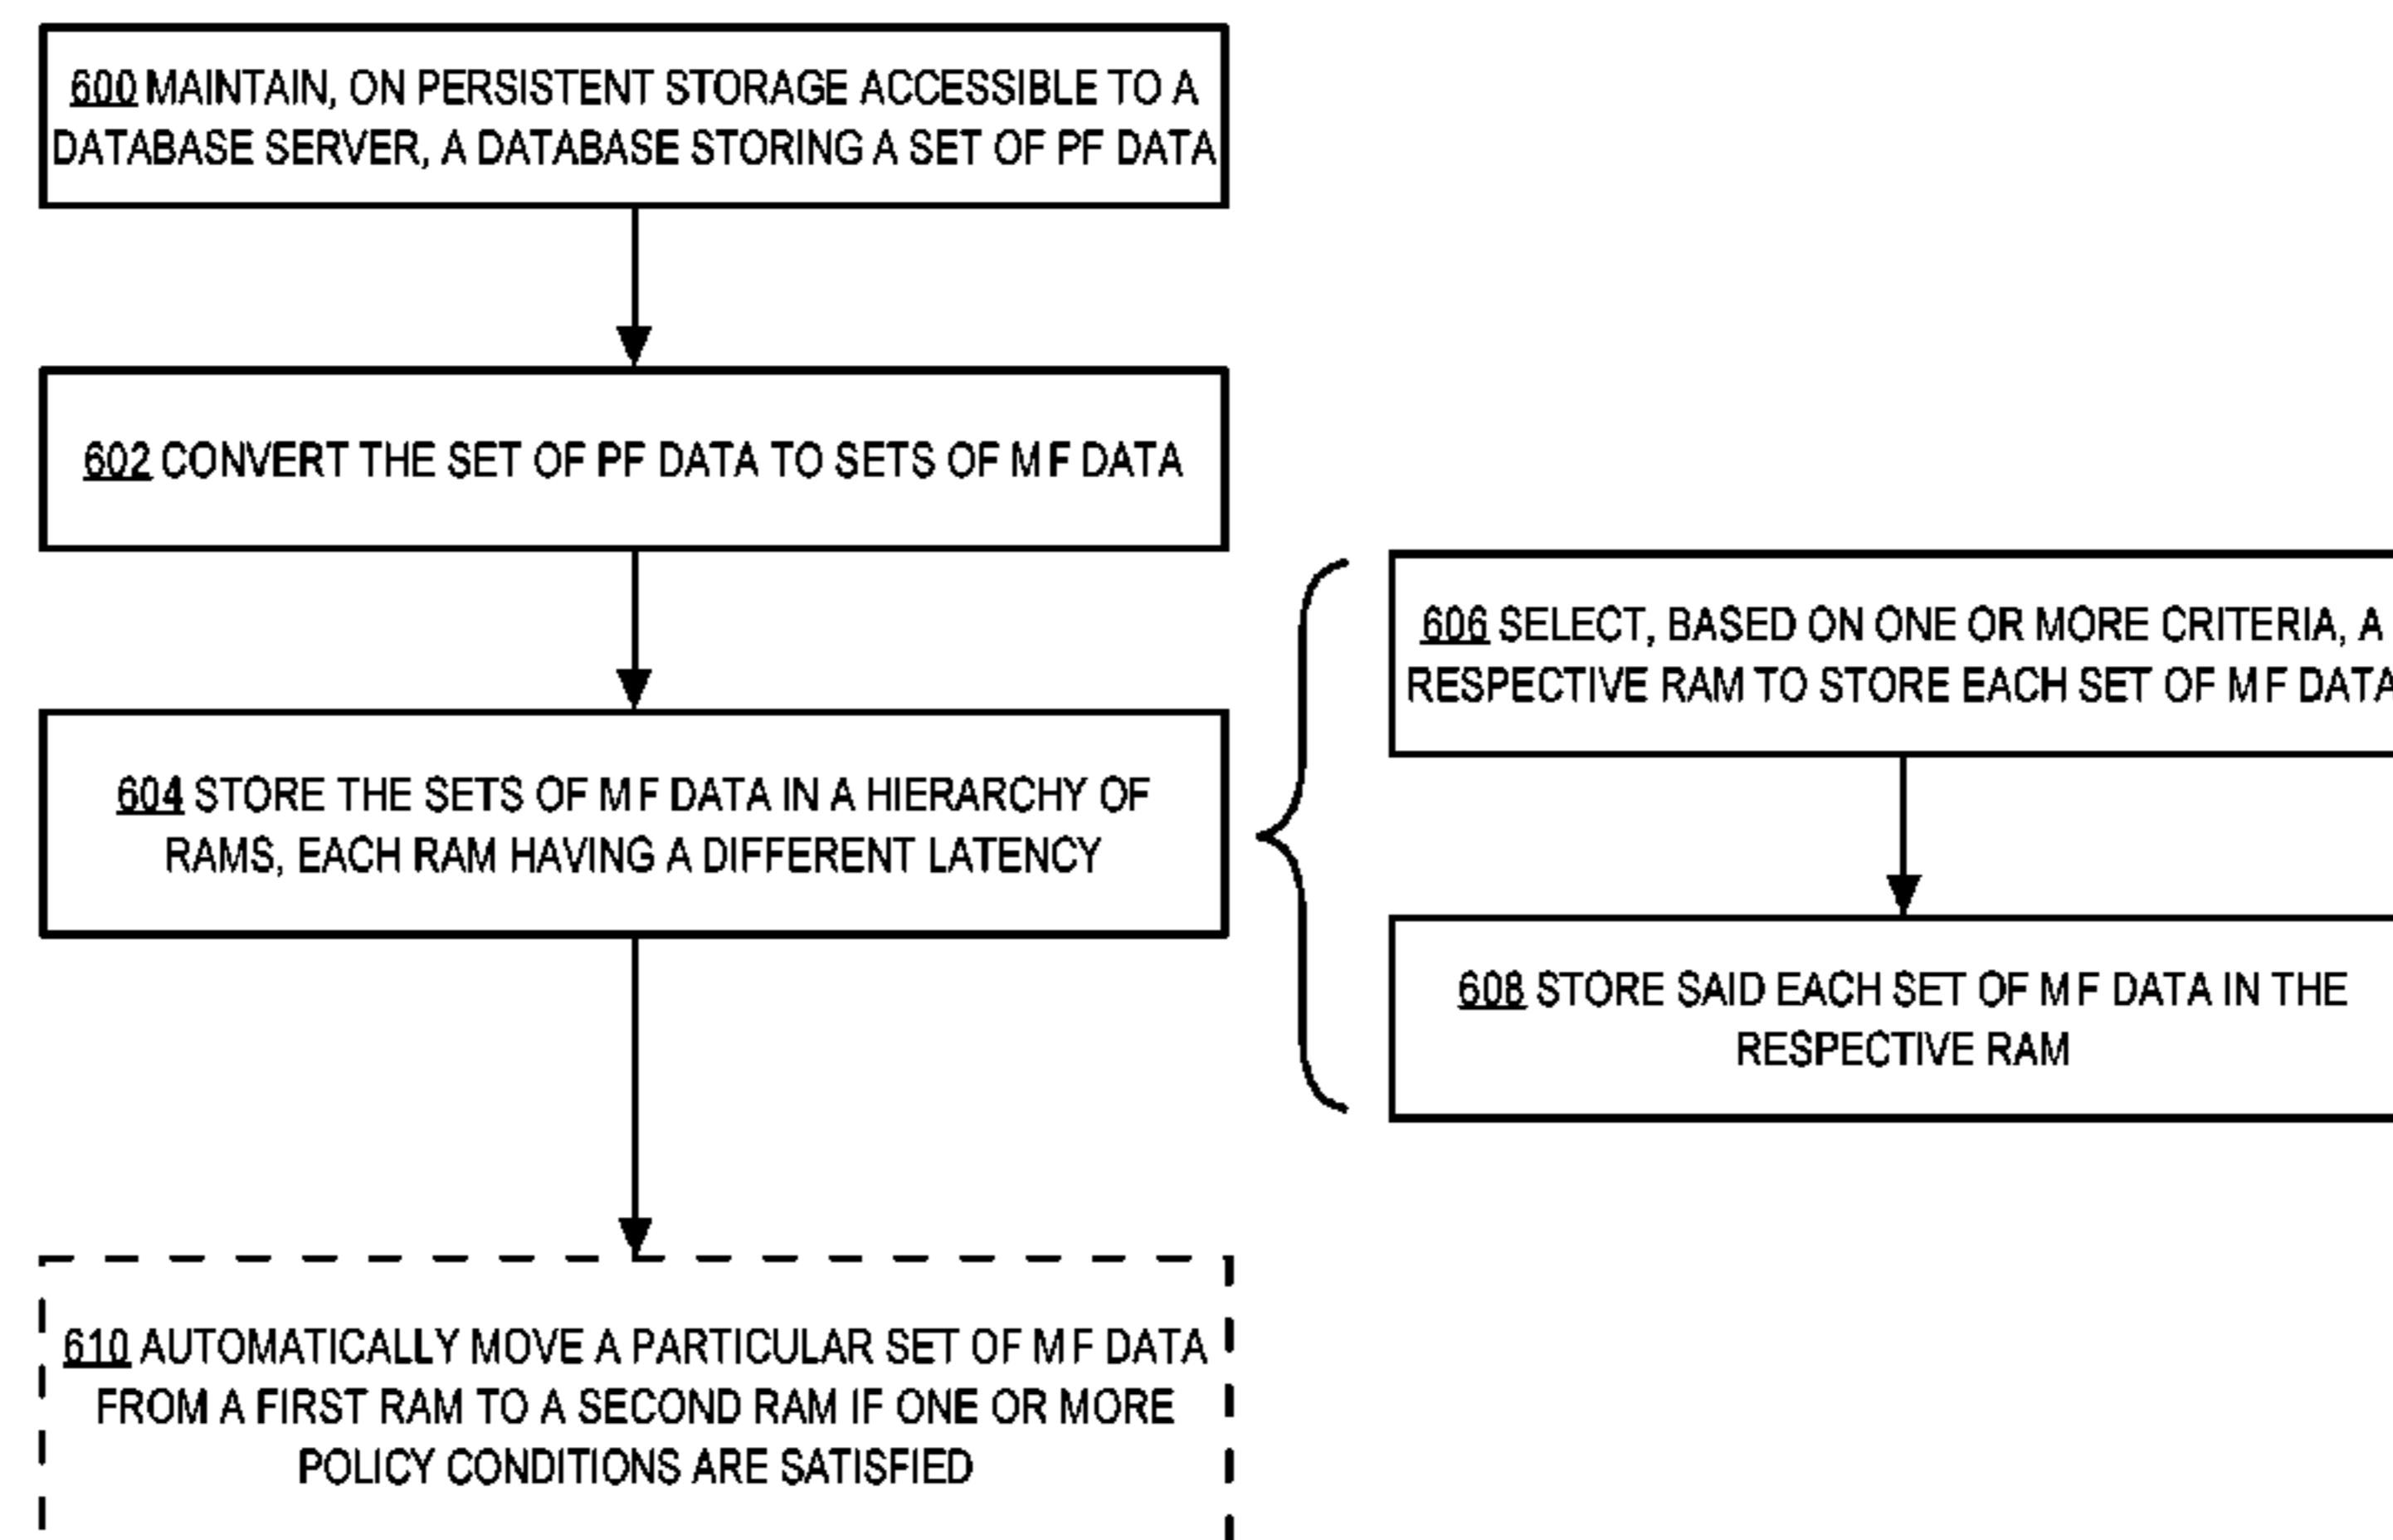 600 MAINTAIN, ON PERSISTENT STORAGE ACCESSIBLE TO A
DATABASE SERVER, A DATABASE STORING A SET OF PF DATA
602 CONVERT THE SET OF PF DATA TO SETS OF MF DATA
604 STORE THE SETS OF MF DATA IN A HIERARCHY OF
RAMS, EACH RAM HAVING A DIFFERENT LATENCY
606 SELECT, BASED ON ONE OR MORE CRITERIA, A
RESPECTIVE RAM TO STORE EACH SET OF MF DATA
608 STORE SAID EACH SET OF MF DATA IN THE
RESPECTIVE RAM
610 AUTOMATICALLY MOVE A PARTICULAR SET OF MF DATA
FROM A FIRST RAM TO A SECOND RAM IF ONE OR MORE
POLICY CONDITIONS ARE SATISFIED